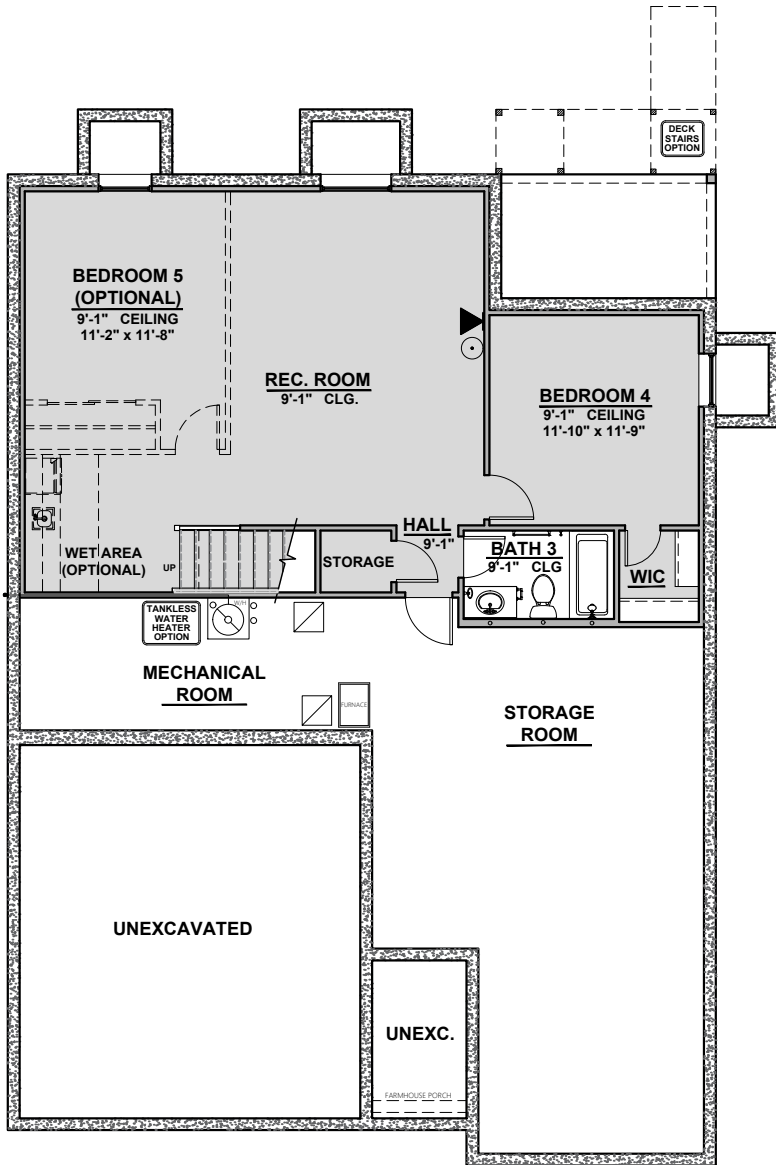 DECK
STAIRS
OPTION
BEDROOM 5
(OPTIONAL)
9'-1" CEILING
11'-2" x 11'-8"
REC. ROOM
9'-1" CLG.
BEDROOM 4
9'-1" CEILING
11'-10" x 11'-9"
WET AREA
(OPTIONAL)
UP
STORAGE
HALL
9'-1"
BATH 3
9'-1" CLG
WIC
TANKLESS
WATER
HEATER
OPTION
W/H
MECHANICAL
ROOM
FURNACE
STORAGE
ROOM
UNEXCAVATED
UNEXC.
FARMHOUSE PORCH